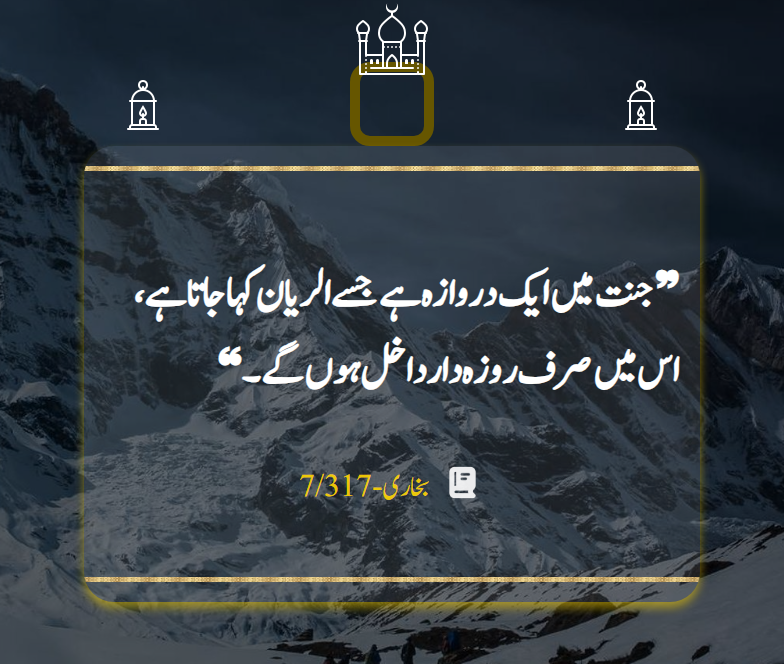 ”جنت میں ایک دروازہ ہے جسے الریان کہا جاتا ہے،
اس میں صرف روزہ دار داخل ہوں گے۔“
بخاری-7/317